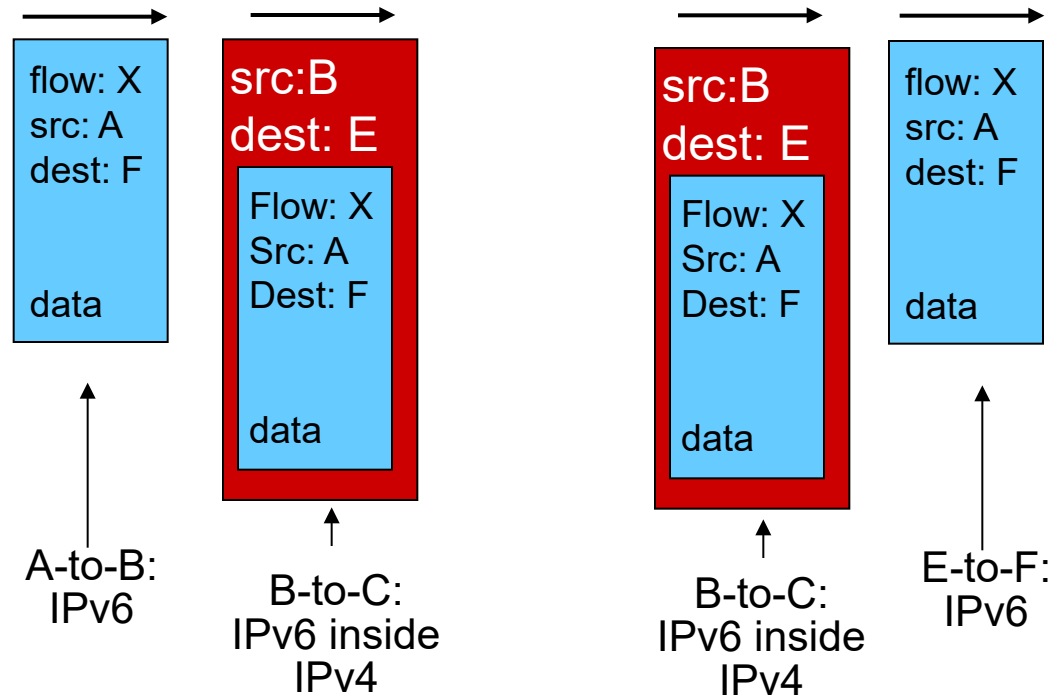 flow: X
src: A
dest: F
data
A-to-B:
IPv6
src:B
dest: E
Flow: X
Src: A
Dest: F
data
B-to-C:
IPv6 inside
IPv4
src:B
dest: E
Flow: X
Src: A
Dest: F
data
B-to-C:
IPv6 inside
IPv4
flow: X
src: A
dest: F
data
E-to-F:
IPv6